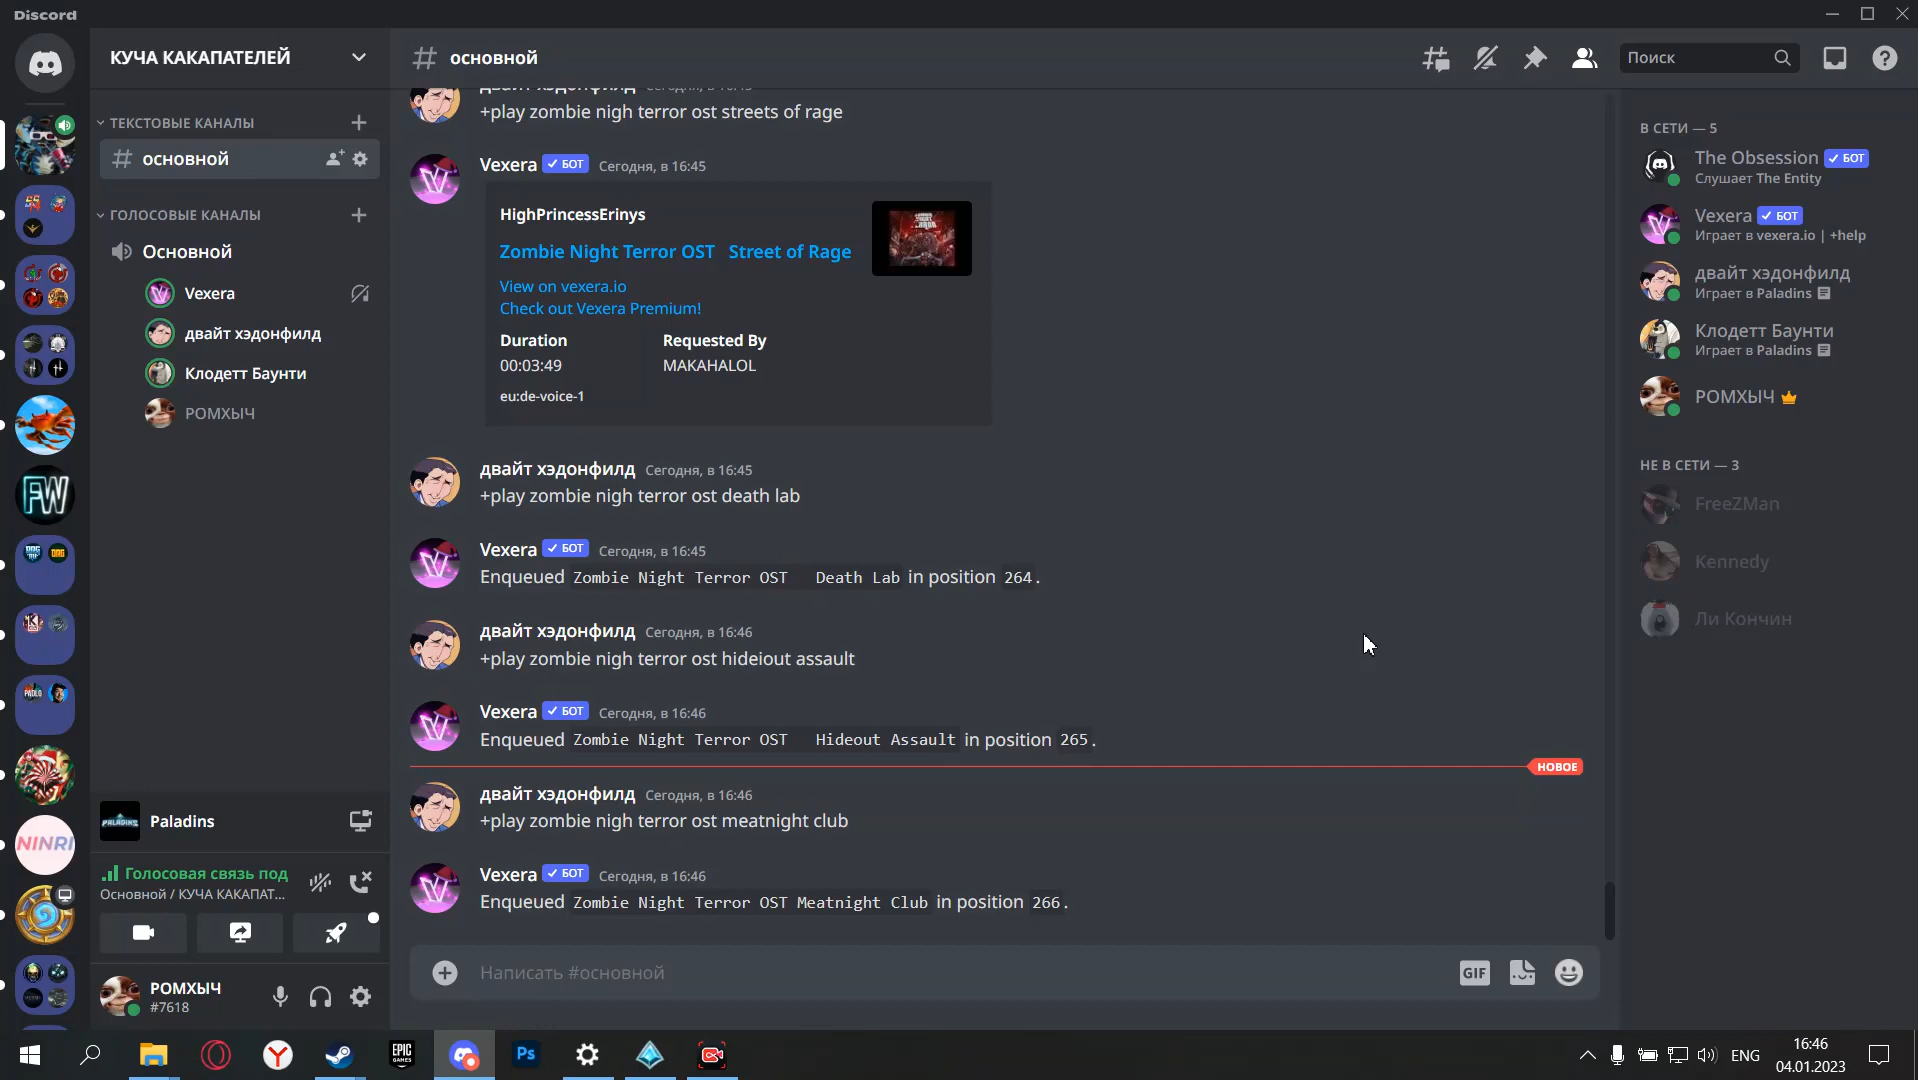 Discord
КУЧА КАКАПАТЕЛЕЙ
ТЕКСТОВЫЕ КАНАЛЫ
основной
ГОЛОСОВЫЕ КАНАЛЫ
Основной
Vexera
двайт хэдонфилд
Клодетт Баунти
РОМХЫЧ
Paladins
Голосовая связь под
Основной / КУЧА КАКАПАТ...
РОМХЫЧ
#7618
основной
Поиск
двайт хэдонфилд Сегодня, в 16:45
+play zombie nigh terror ost streets of rage
Vexera БОТ Сегодня, в 16:45
HighPrincessErinys
Zombie Night Terror OST Street of Rage
View on vexera.io
Check out Vexera Premium!
Duration Requested By
00:03:49 MAKAHALOL
eu:de-voice-1
двайт хэдонфилд Сегодня, в 16:45
+play zombie nigh terror ost death lab
Vexera БОТ Сегодня, в 16:45
Enqueued Zombie Night Terror OST Death Lab in position 264.
двайт хэдонфилд Сегодня, в 16:46
+play zombie nigh terror ost hideiout assault
Vexera БОТ Сегодня, в 16:46
Enqueued Zombie Night Terror OST Hideout Assault in position 265.
НОВОЕ
двайт хэдонфилд Сегодня, в 16:46
+play zombie nigh terror ost meatnight club
Vexera БОТ Сегодня, в 16:46
Enqueued Zombie Night Terror OST Meatnight Club in position 266.
Написать #основной
GIF
В СЕТИ — 5
The Obsession БОТ
Слушает The Entity
Vexera БОТ
Играет в vexera.io | +help
двайт хэдонфилд
Играет в Paladins
Клодетт Баунти
Играет в Paladins
РОМХЫЧ
НЕ В СЕТИ — 3
FreeZMan
Kennedy
Ли Кончин
FW
NINRI
PALADINS
EPIC GAMES
Ps
ENG
16:46
04.01.2023